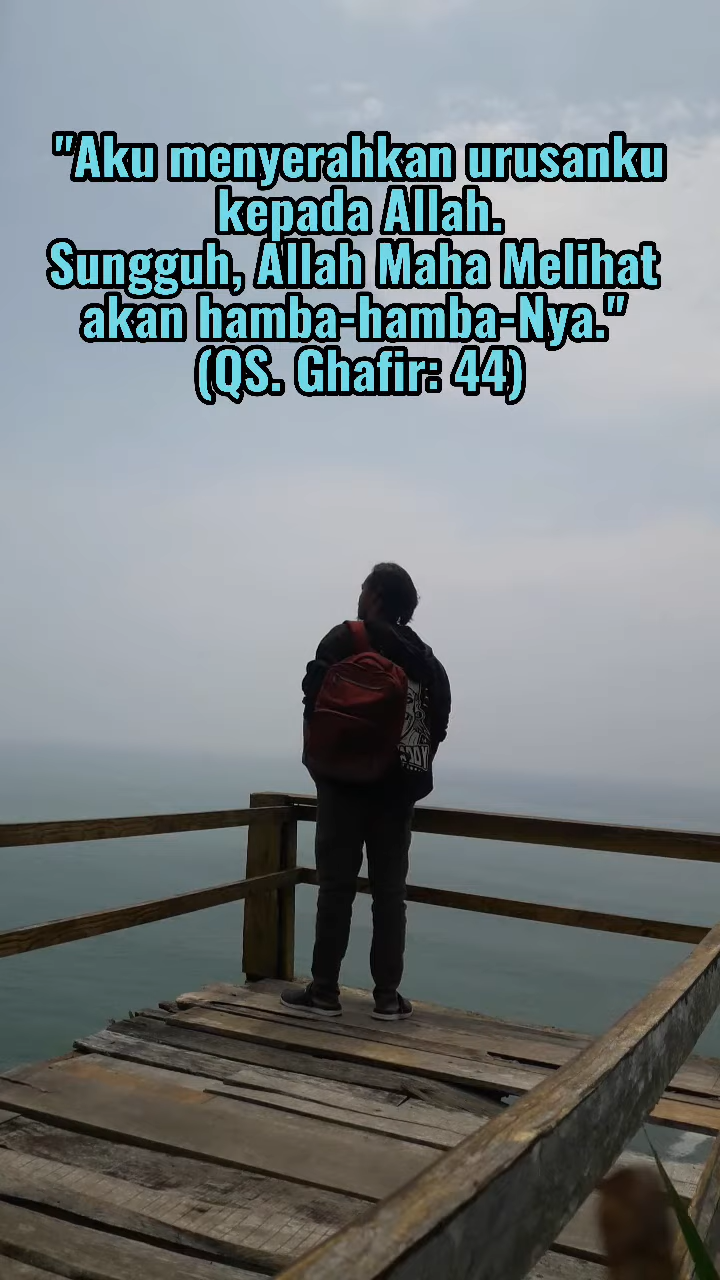 "Aku menyerahkan urusanku
kepada Allah.
Sungguh, Allah Maha Melihat
akan hamba-hamba-Nya."
(QS. Ghafir: 44)